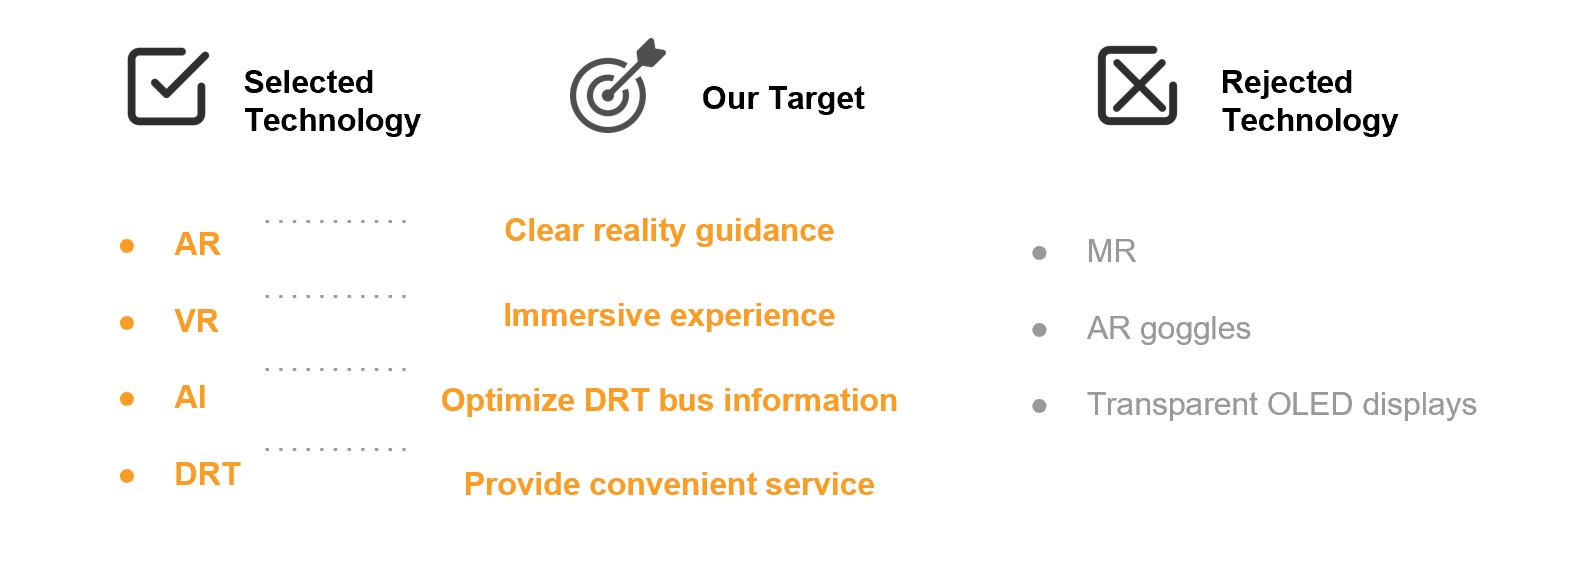 Selected
Technology
Our Target
Rejected
Technology
AR
Clear reality guidance
VR
Immersive experience
AI
Optimize DRT bus information
DRT
Provide convenient service
MR
AR goggles
Transparent OLED displays